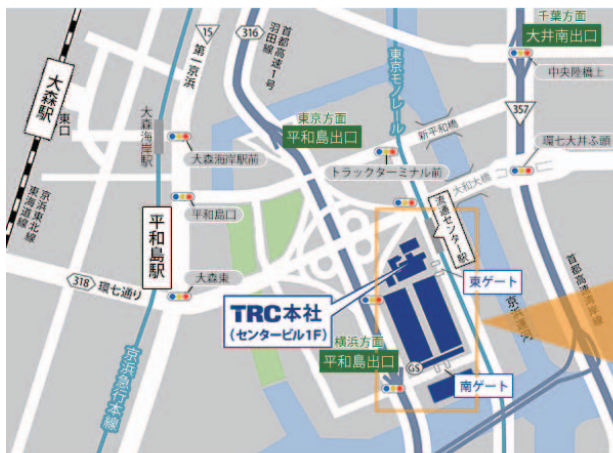 千葉方面
大井南出口
中央陸橋上
15
第一京浜
316
首都高速1号
羽田線
東京モノレール
357
大森駅
東口
大森海岸駅
東京方面
平和島出口
新平和橋
環七大井ふ頭
大森海岸駅前
トラックターミナル前
大和大橋
京浜東北線
東海道線
平和島駅
平和島口
流通センター駅
大森東
318
環七通り
東ゲート
TRC本社
(センタービル1F)
京浜運河
首都高速湾岸線
横浜方面
平和島出口
GS
南ゲート
京浜急行本線